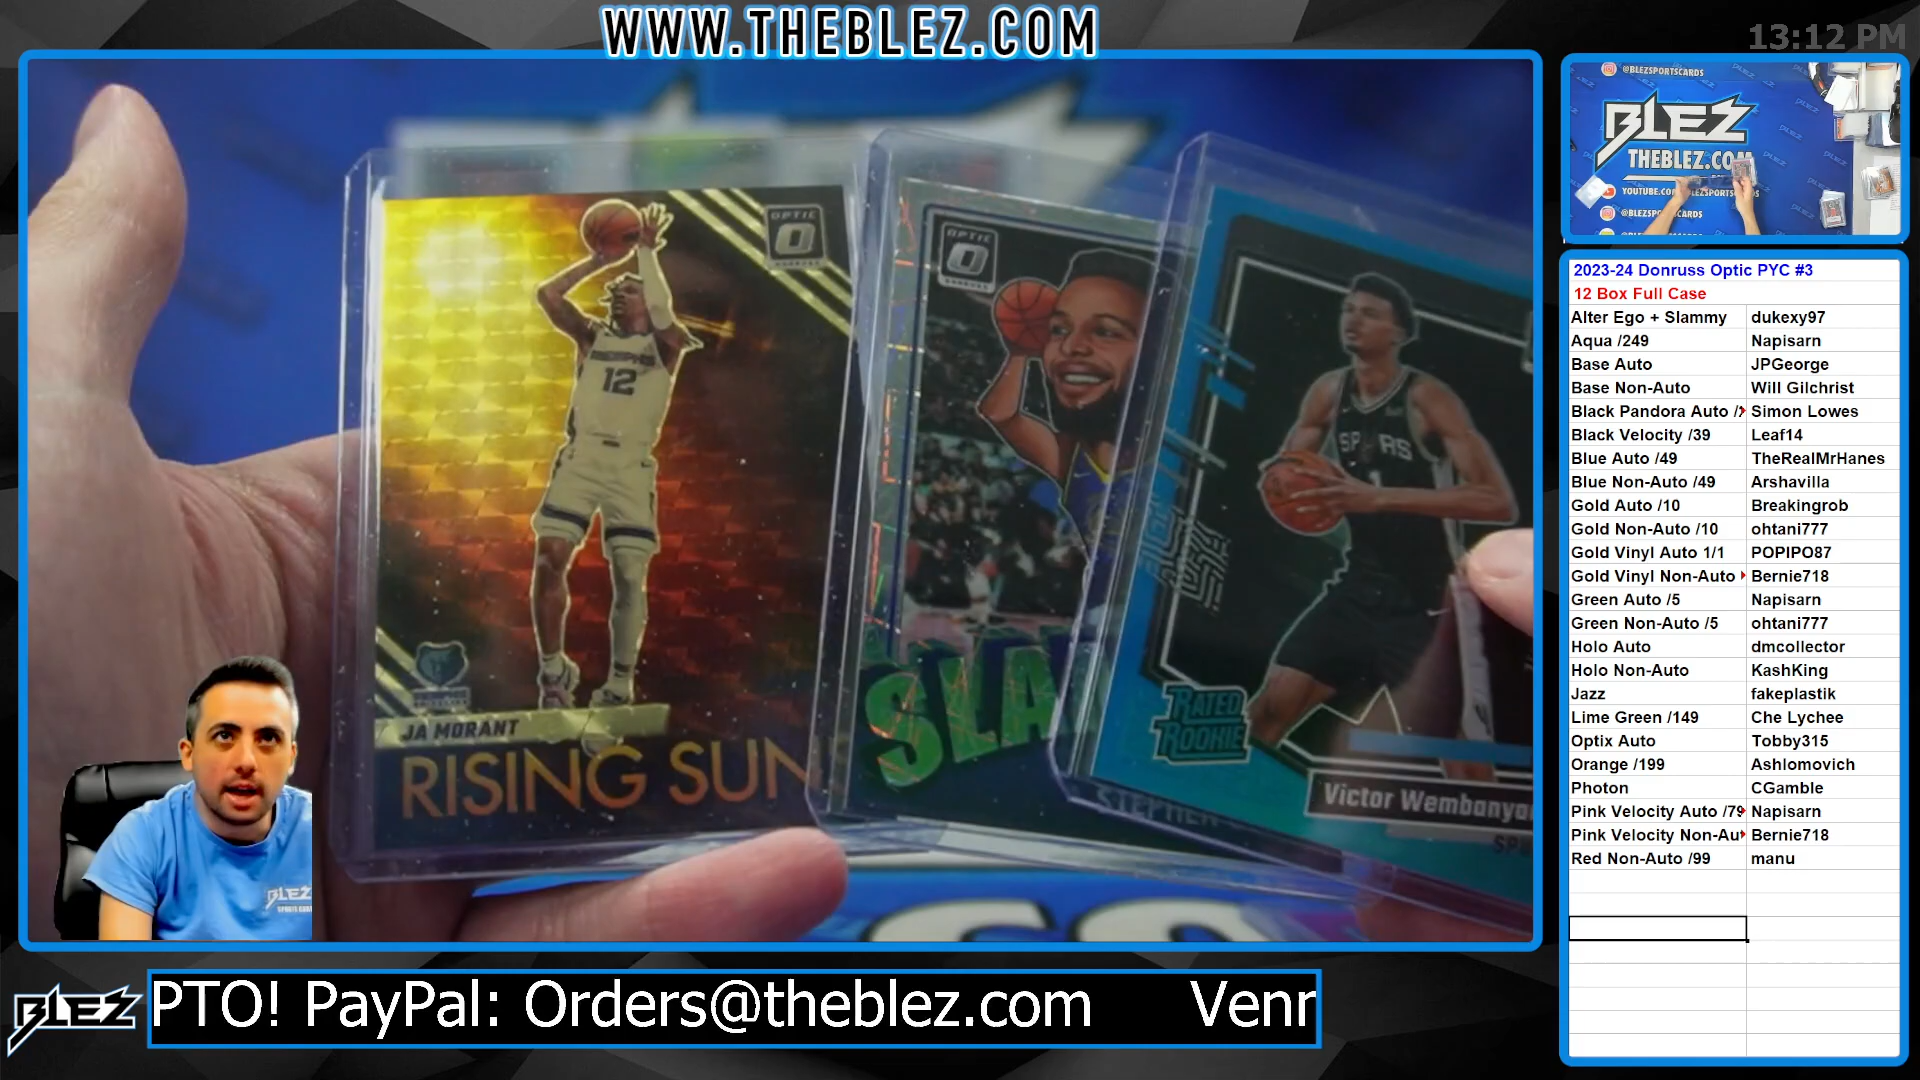 WWW.THEBLEZ.COM
13:12 PM
@BLEZSPORTSCARDS
BLEZ
THEBLEZ.COM
@BLEZSPORTSCARDS
OPTIC
12
JA MORANT
RISING SUN
OPTIC
SLA
SPURS
RATED
ROOKIE
Victor Wembanya
2023-24 Donruss Optic PYC #3
12 Box Full Case
Alter Ego + Slammy dukexy97
Aqua /249 Napisarn
Base Auto JPGeorge
Base Non-Auto Will Gilchrist
Black Pandora Auto / Simon Lowes
Black Velocity /39 Leaf14
Blue Auto /49 TheRealMrHanes
Blue Non-Auto /49 Arshavilla
Gold Auto /10 Breakingrob
Gold Non-Auto /10 ohtani777
Gold Vinyl Auto 1/1 POPIPO87
Gold Vinyl Non-Auto Bernie718
Green Auto /5 Napisarn
Green Non-Auto /5 ohtani777
Holo Auto dmcollector
Holo Non-Auto KashKing
Jazz fakeplastik
Lime Green /149 Che Lychee
Optix Auto Tobby315
Orange /199 Ashlomovich
Photon CGamble
Pink Velocity Auto /79 Napisarn
Pink Velocity Non-Au Bernie718
Red Non-Auto /99 manu
BLEZ
BLEZ
PTO! PayPal: Orders@theblez.com Venr